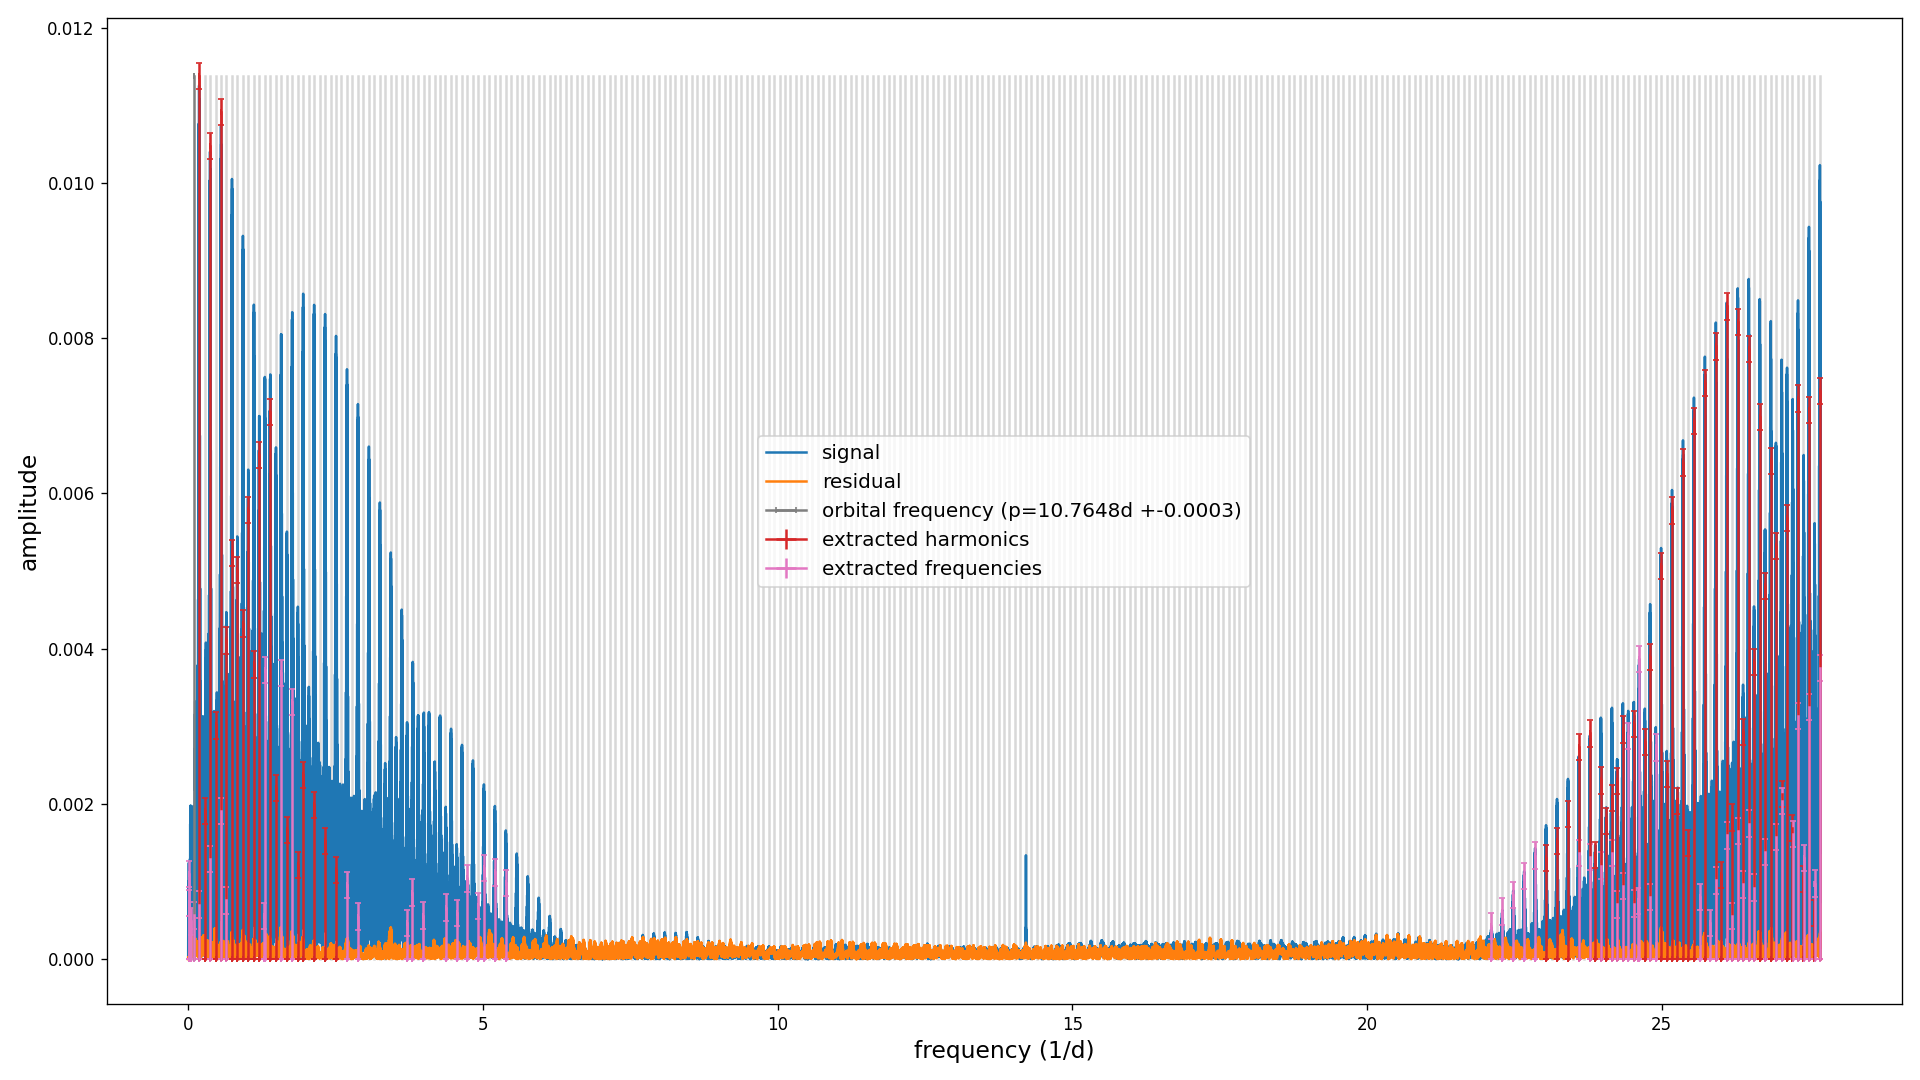 0.012
0.010
0.008
0.006
0.004
0.002
0.000
amplitude
signal
residual
orbital frequency (p=10.7648d +-0.0003)
extracted harmonics
extracted frequencies
0 5 10 15 20 25
frequency (1/d)